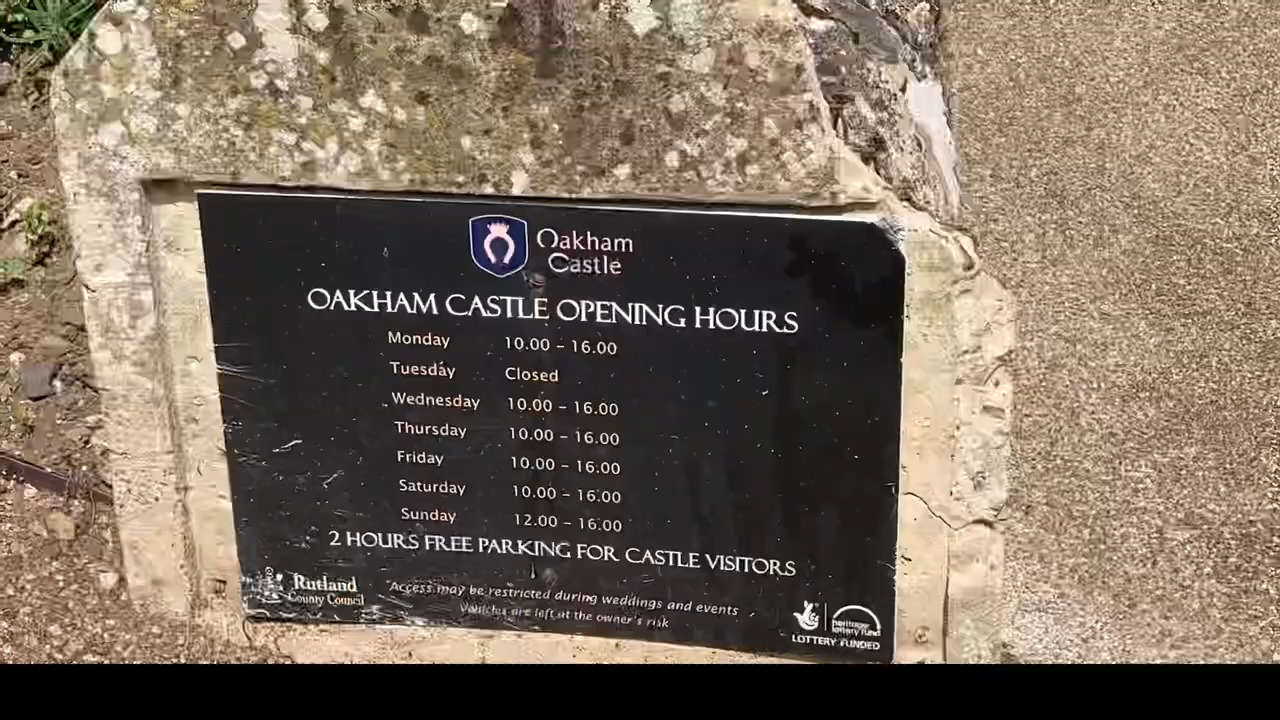 Oakham
Castle
OAKHAM CASTLE OPENING HOURS
Monday 10.00 - 16.00
Tuesday Closed
Wednesday 10.00 - 16.00
Thursday 10.00 - 16.00
Friday 10.00 - 16.00
Saturday 10.00 - 16.00
Sunday 12.00 - 16.00
2 HOURS FREE PARKING FOR CASTLE VISITORS
Rutland
County Council
Access may be restricted during weddings and events
Vehicles are left at the owner's risk
heritage
lottery fund
LOTTERY FUNDED